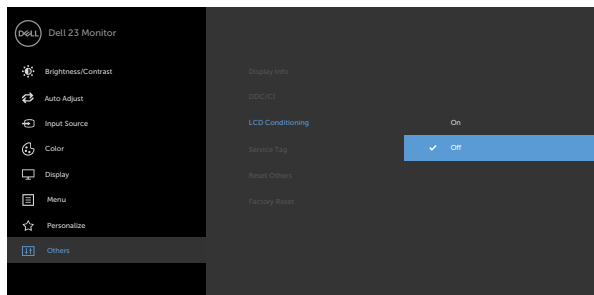 DELL
Dell 23 Monitor
Brightness/Contrast
Auto Adjust
Input Source
Color
Display
Menu
Personalize
Others
Display Info
DDC/CI
LCD Conditioning
Service Tag
Reset Others
Factory Reset
On
Off